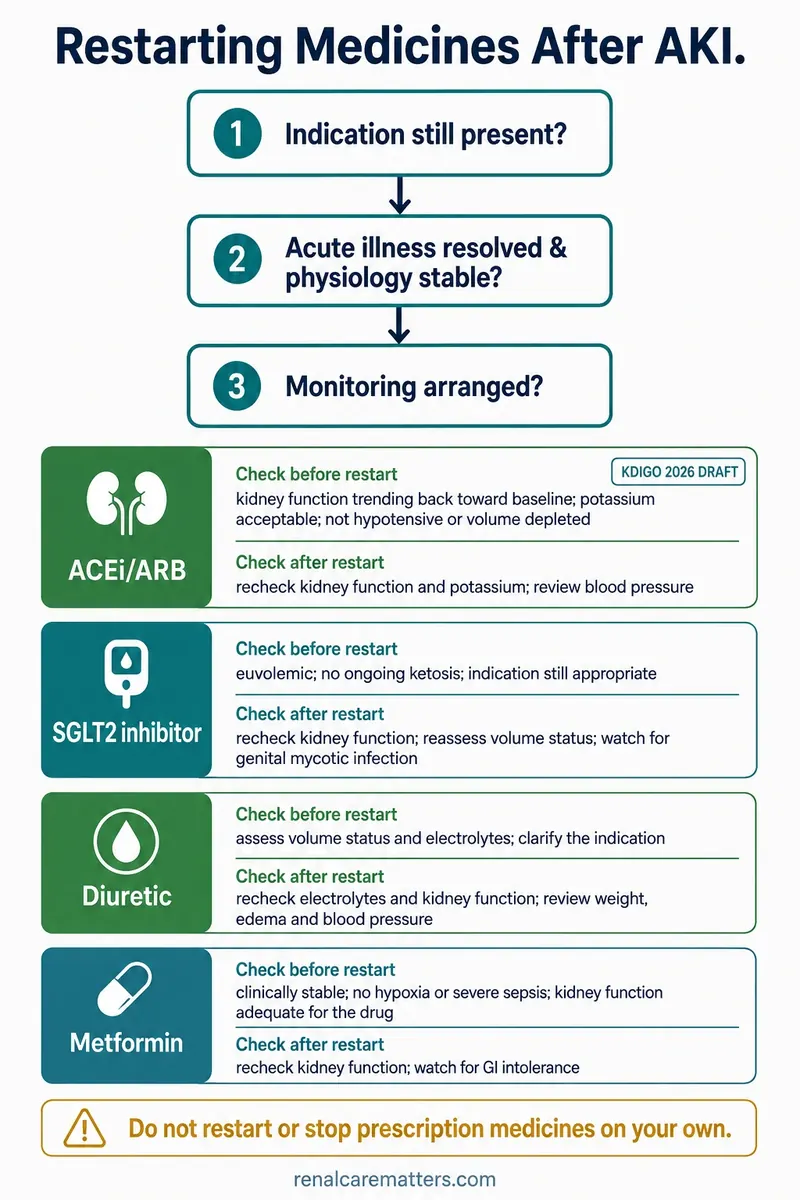 Restarting Medicines After AKI.
1
Indication still present?
2
Acute illness resolved &
physiology stable?
3
Monitoring arranged?
ACEi/ARB
Check before restart
KDIGO 2026 DRAFT
kidney function trending back toward baseline; potassium
acceptable; not hypotensive or volume depleted
Check after restart
recheck kidney function and potassium; review blood pressure
SGLT2 inhibitor
Check before restart
euvolemic; no ongoing ketosis; indication still appropriate
Check after restart
recheck kidney function; reassess volume status; watch for
genital mycotic infection
Diuretic
Check before restart
assess volume status and electrolytes; clarify the indication
Check after restart
recheck electrolytes and kidney function; review weight,
edema and blood pressure
Metformin
Check before restart
clinically stable; no hypoxia or severe sepsis; kidney function
adequate for the drug
Check after restart
recheck kidney function; watch for GI intolerance
Do not restart or stop prescription medicines on your own.
renalcarematters.com